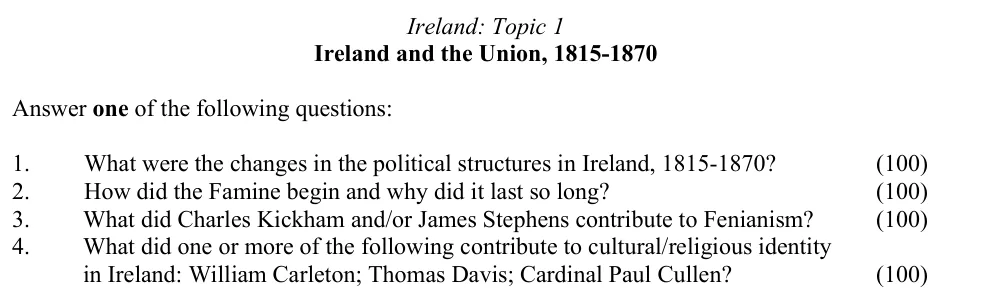 Ireland: Topic 1
Ireland and the Union, 1815-1870
Answer one of the following questions:
1. What were the changes in the political structures in Ireland, 1815-1870? (100)
2. How did the Famine begin and why did it last so long? (100)
3. What did Charles Kickham and/or James Stephens contribute to Fenianism? (100)
4. What did one or more of the following contribute to cultural/religious identity
in Ireland: William Carleton; Thomas Davis; Cardinal Paul Cullen? (100)